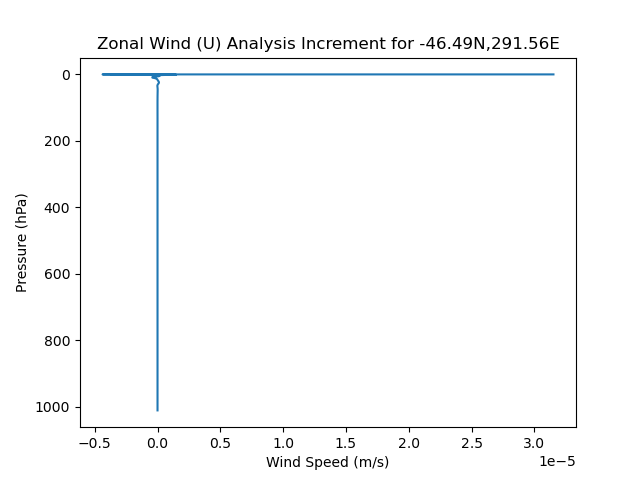 Zonal Wind (U) Analysis Increment for -46.49N,291.56E
0
200
400
600
800
1000
Pressure (hPa)
−0.5 0.0 0.5 1.0 1.5 2.0 2.5 3.0
1e−5
Wind Speed (m/s)